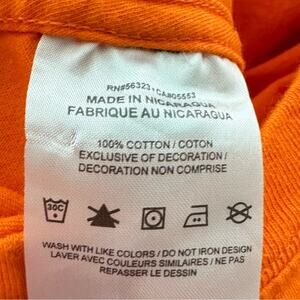 RN#56323 · CA#05553
MADE IN NICARAGUA
FABRIQUE AU NICARAGUA
100% COTTON / COTON
EXCLUSIVE OF DECORATION /
DECORATION NON COMPRISE
30C
WASH WITH LIKE COLORS / DO NOT IRON DESIGN
LAVER AVEC COULEURS SIMILAIRES / NE PAS
REPASSER LE DESSIN